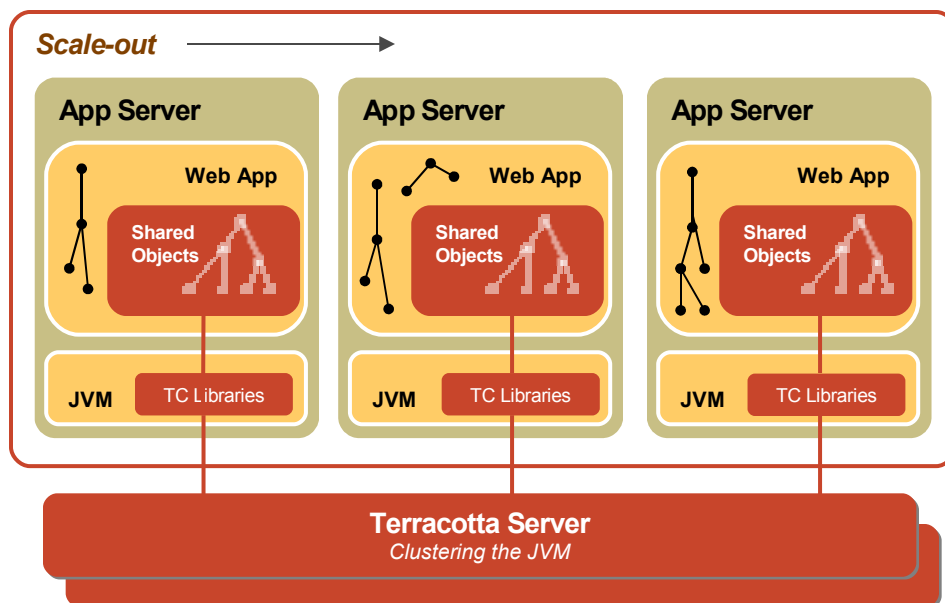 Scale-out
App Server
App Server
App Server
Web App
Web App
Web App
Shared
Objects
Shared
Objects
Shared
Objects
JVM
TC Libraries
JVM
TC Libraries
JVM
TC Libraries
Terracotta Server
Clustering the JVM